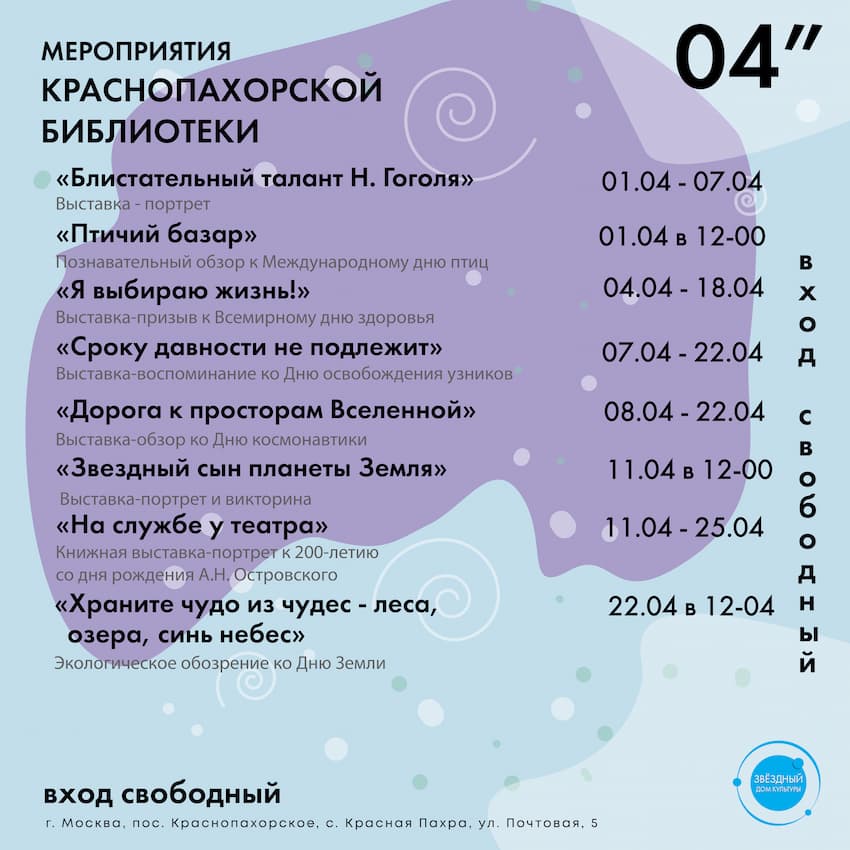 МЕРОПРИЯТИЯ
КРАСНОПАХОРСКОЙ
БИБЛИОТЕКИ
04”
«Блистательный талант Н. Гоголя»
01.04 - 07.04
Выставка - портрет
«Птичий базар»
01.04 в 12-00
Познавательный обзор к Международному дню птиц
«Я выбираю жизнь!»
04.04 - 18.04
Выставка-призыв к Всемирному дню здоровья
«Сроку давности не подлежит»
07.04 - 22.04
Выставка-воспоминание ко Дню освобождения узников
«Дорога к просторам Вселенной»
08.04 - 22.04
Выставка-обзор ко Дню космонавтики
«Звездный сын планеты Земля»
11.04 в 12-00
Выставка-портрет и викторина
«На службе у театра»
11.04 - 25.04
Книжная выставка-портрет к 200-летию
со дня рождения А.Н. Островского
«Храните чудо из чудес - леса,
озера, синь небес»
22.04 в 12-04
Экологическое обозрение ко Дню Земли
вход свободный
вход свободный
г. Москва, пос. Краснопахорское, с. Красная Пахра, ул. Почтовая, 5
ЗВЁЗДНЫЙ
ДОМ КУЛЬТУРЫ